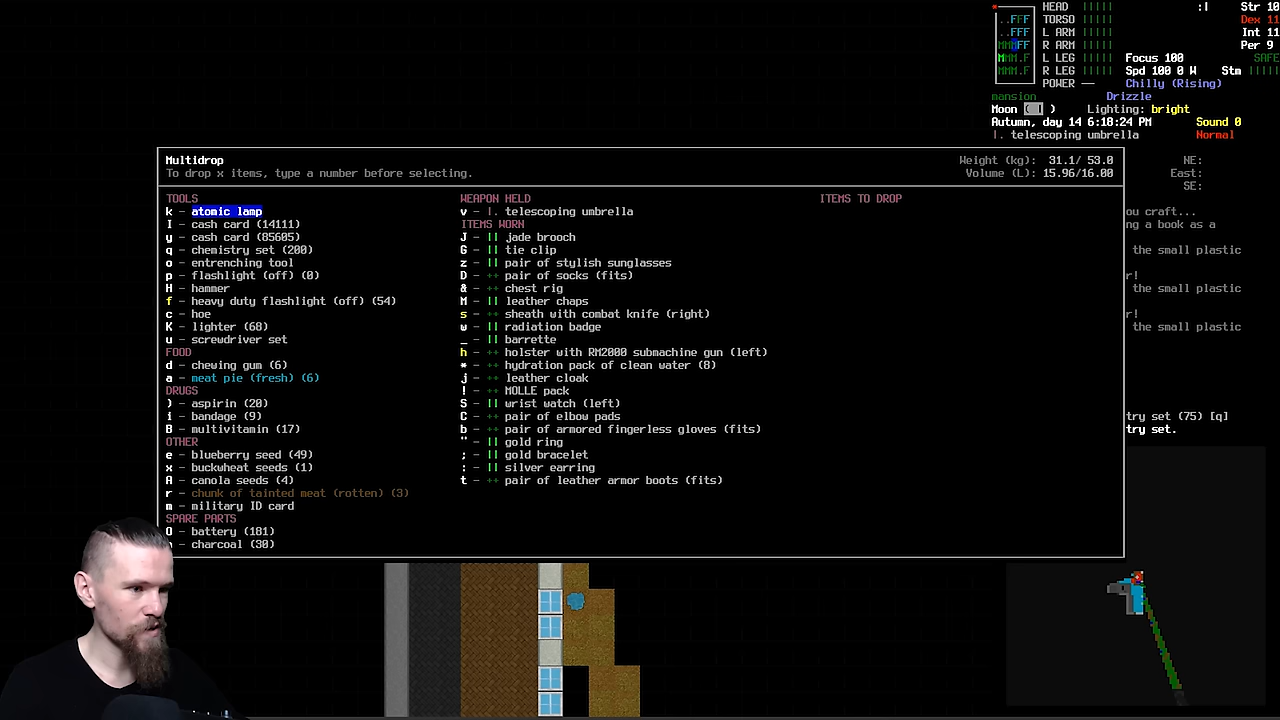 HEAD ||||| :| Str 10
..FFF TORSO ||||| Dex 11
..FFF L ARM ||||| Int 11
MMMFF R ARM ||||| Per 9
MMM.F L LEG ||||| Focus 100 SAFE
MMM.F R LEG ||||| Spd 100 0 W Stm |||||
POWER —— Chilly (Rising)
mansion Drizzle
Moon ( | ) Lighting: bright
Autumn, day 14 6:18:24 PM Sound 0
|. telescoping umbrella Normal
Multidrop
To drop x items, type a number before selecting.
Weight (kg): 31.1/ 53.0
Volume (L): 15.96/16.00
TOOLS
k - atomic lamp
l - cash card (14111)
y - cash card (85605)
q - chemistry set (200)
o - entrenching tool
p - flashlight (off) (0)
H - hammer
f - heavy duty flashlight (off) (54)
c - hoe
K - lighter (68)
u - screwdriver set
FOOD
d - chewing gum (6)
a - meat pie (fresh) (6)
DRUGS
) - aspirin (20)
i - bandage (9)
B - multivitamin (17)
OTHER
e - blueberry seed (49)
x - buckwheat seeds (1)
A - canola seeds (4)
r - chunk of tainted meat (rotten) (3)
m - military ID card
SPARE PARTS
O - battery (181)
- charcoal (30)
WEAPON HELD
v - |. telescoping umbrella
ITEMS WORN
J - || jade brooch
G - || tie clip
z - || pair of stylish sunglasses
D - ++ pair of socks (fits)
& - ++ chest rig
M - || leather chaps
s - ++ sheath with combat knife (right)
w - || radiation badge
_ - || barrette
h - ++ holster with RM2000 submachine gun (left)
* - ++ hydration pack of clean water (8)
j - ++ leather cloak
! - ++ MOLLE pack
S - || wrist watch (left)
C - ++ pair of elbow pads
b - ++ pair of armored fingerless gloves (fits)
" - || gold ring
; - || gold bracelet
: - || silver earring
t - ++ pair of leather armor boots (fits)
ITEMS TO DROP
NE:
East:
SE:
ou craft...
ng a book as a
the small plastic
r!
the small plastic
r!
the small plastic
try set (75) [q]
try set.